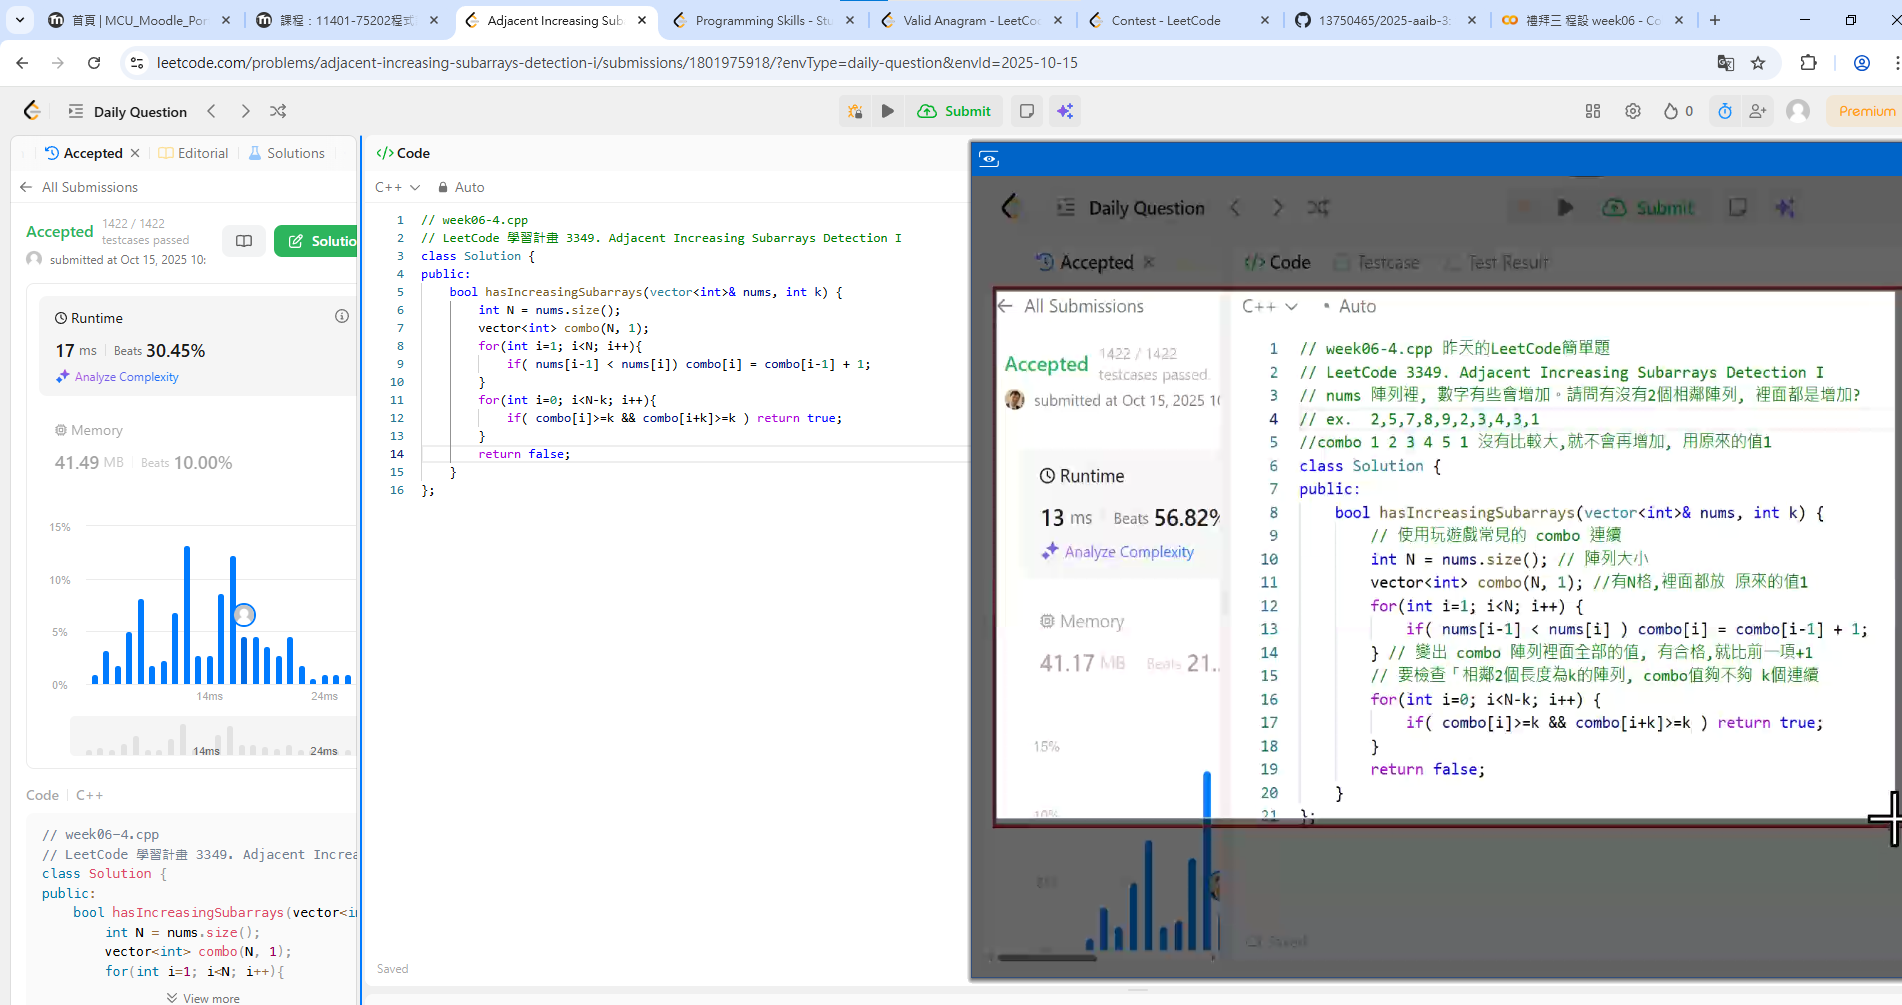 首頁 | MCU_Moodle_Por
課程：11401-75202程式
Adjacent Increasing Sub
Programming Skills - Stu
Valid Anagram - LeetCo
Contest - LeetCode
13750465/2025-aaib-3
禮拜三 程設 week06 - Co
leetcode.com/problems/adjacent-increasing-subarrays-detection-i/submissions/1801975918/?envType=daily-question&envId=2025-10-15
Daily Question
Submit
0
Premium
Accepted
Editorial
Solutions
All Submissions
Accepted
1422 / 1422
testcases passed
submitted at Oct 15, 2025 10:
Solutio
Runtime
17 ms
Beats 30.45%
Analyze Complexity
Memory
41.49 MB
Beats 10.00%
15%
10%
5%
0%
14ms
24ms
14ms
24ms
Code
C++
// week06-4.cpp
// LeetCode 學習計畫 3349. Adjacent Increa
class Solution {
public:
bool hasIncreasingSubarrays(vector<in
int N = nums.size();
vector<int> combo(N, 1);
for(int i=1; i<N; i++){
View more
</> Code
C++
Auto
1 // week06-4.cpp
2 // LeetCode 學習計畫 3349. Adjacent Increasing Subarrays Detection I
3 class Solution {
4 public:
5 bool hasIncreasingSubarrays(vector<int>& nums, int k) {
6 int N = nums.size();
7 vector<int> combo(N, 1);
8 for(int i=1; i<N; i++){
9 if( nums[i-1] < nums[i]) combo[i] = combo[i-1] + 1;
10 }
11 for(int i=0; i<N-k; i++){
12 if( combo[i]>=k && combo[i+k]>=k ) return true;
13 }
14 return false;
15 }
16 };
Saved
Daily Question
Submit
Accepted
</> Code
Testcase
Test Result
All Submissions
C++
Auto
Accepted
1422 / 1422
testcases passed.
submitted at Oct 15, 2025 10
Runtime
13 ms
Beats 56.82%
Analyze Complexity
Memory
41.17 MB
Beats 21..
15%
10%
1 // week06-4.cpp 昨天的LeetCode簡單題
2 // LeetCode 3349. Adjacent Increasing Subarrays Detection I
3 // nums 陣列裡, 數字有些會增加。請問有沒有2個相鄰陣列, 裡面都是增加?
4 // ex. 2,5,7,8,9,2,3,4,3,1
5 //combo 1 2 3 4 5 1 沒有比較大,就不會再增加, 用原來的值1
6 class Solution {
7 public:
8 bool hasIncreasingSubarrays(vector<int>& nums, int k) {
9 // 使用玩遊戲常見的 combo 連續
10 int N = nums.size(); // 陣列大小
11 vector<int> combo(N, 1); //有N格,裡面都放 原來的值1
12 for(int i=1; i<N; i++) {
13 if( nums[i-1] < nums[i] ) combo[i] = combo[i-1] + 1;
14 } // 變出 combo 陣列裡面全部的值, 有合格,就比前一項+1
15 // 要檢查「相鄰2個長度為k的陣列, combo值夠不夠 k個連續
16 for(int i=0; i<N-k; i++) {
17 if( combo[i]>=k && combo[i+k]>=k ) return true;
18 }
19 return false;
20 }
21 };
Saved